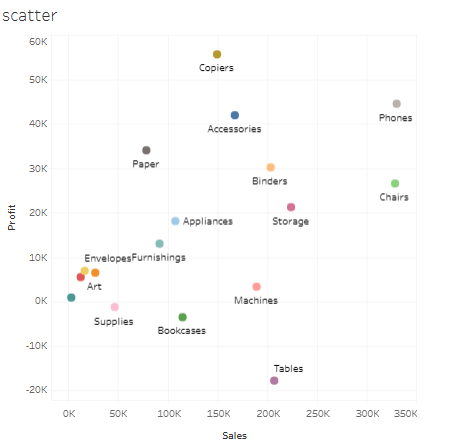 scatter
60K
50K
40K
30K
20K
10K
0K
-10K
-20K
Profit
Copiers
Phones
Accessories
Paper
Binders
Chairs
Appliances
Storage
Envelopes
Furnishings
Art
Machines
Supplies
Bookcases
Tables
0K
50K
100K
150K
200K
250K
300K
350K
Sales